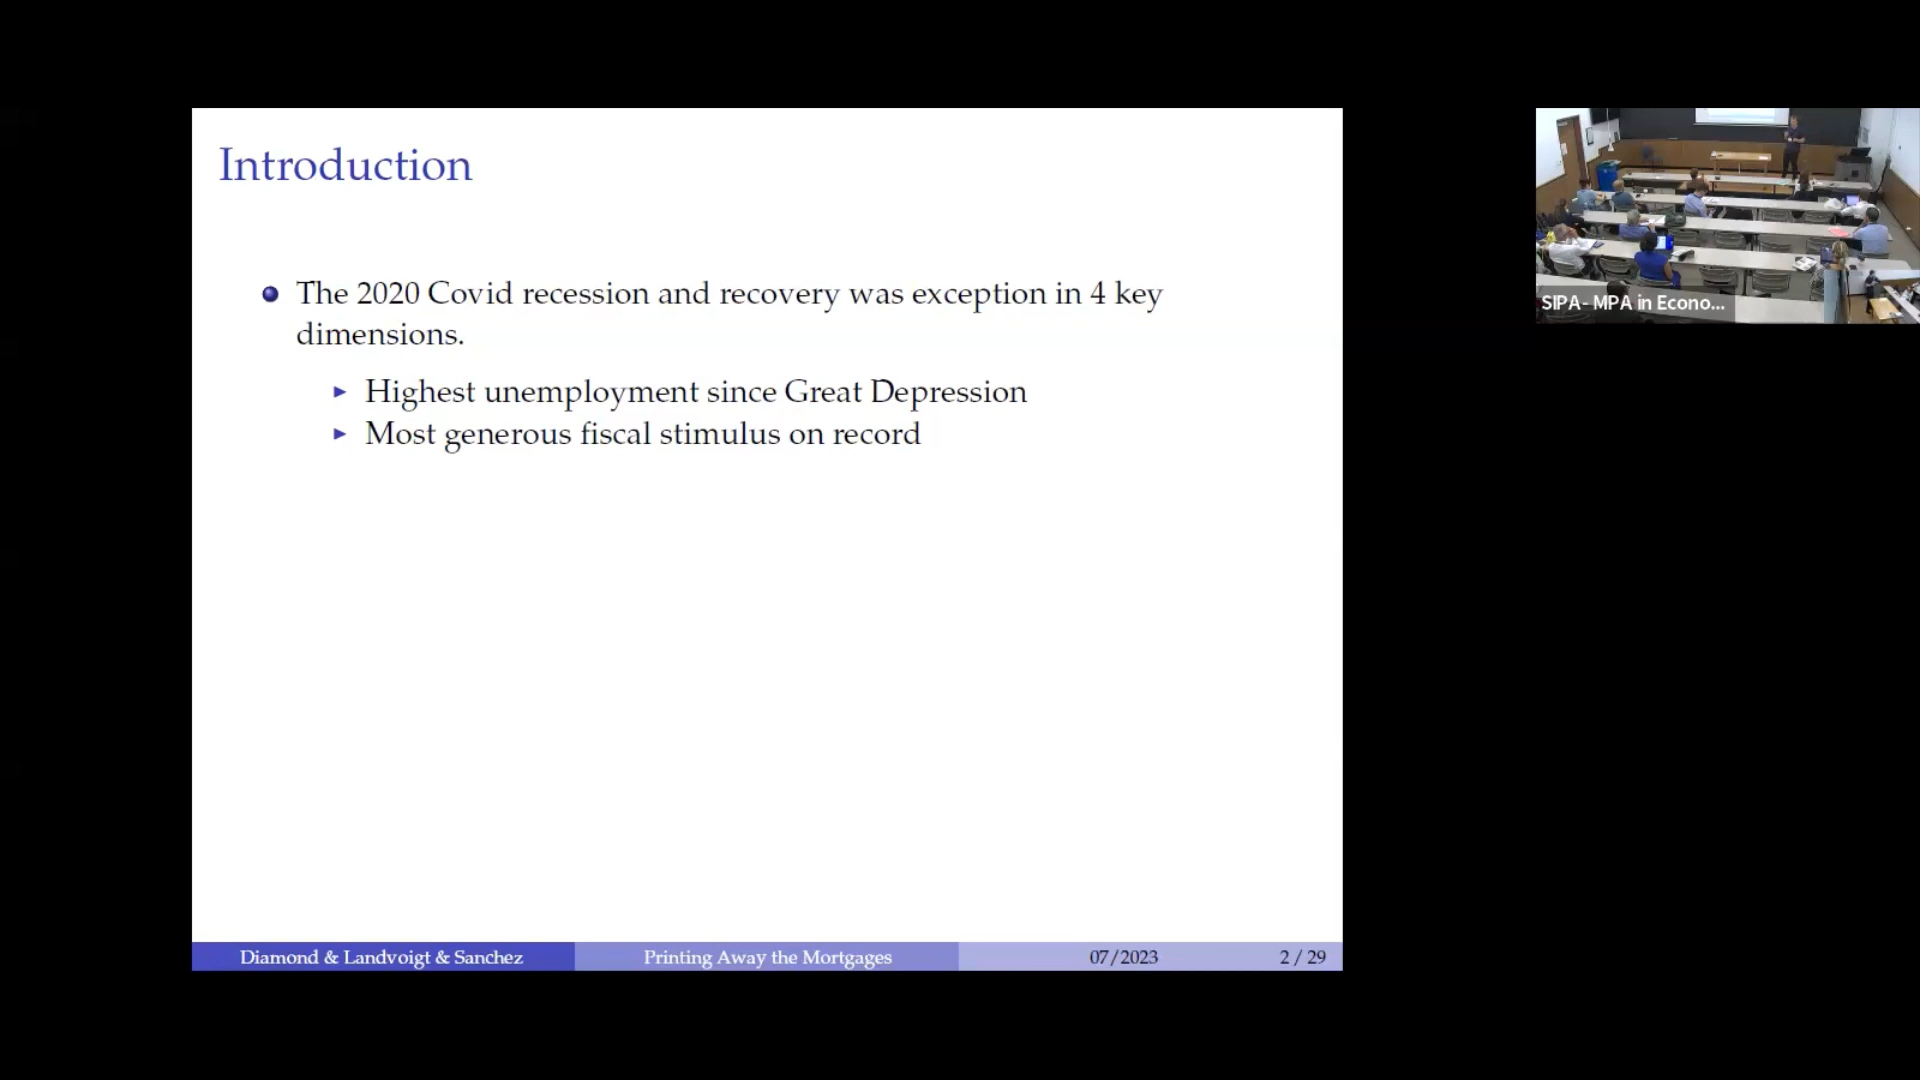 Introduction
The 2020 Covid recession and recovery was exception in 4 key
dimensions.
Highest unemployment since Great Depression
Most generous fiscal stimulus on record
Diamond & Landvoigt & Sanchez
Printing Away the Mortgages
07/2023
2 / 29
SIPA- MPA in Econo...